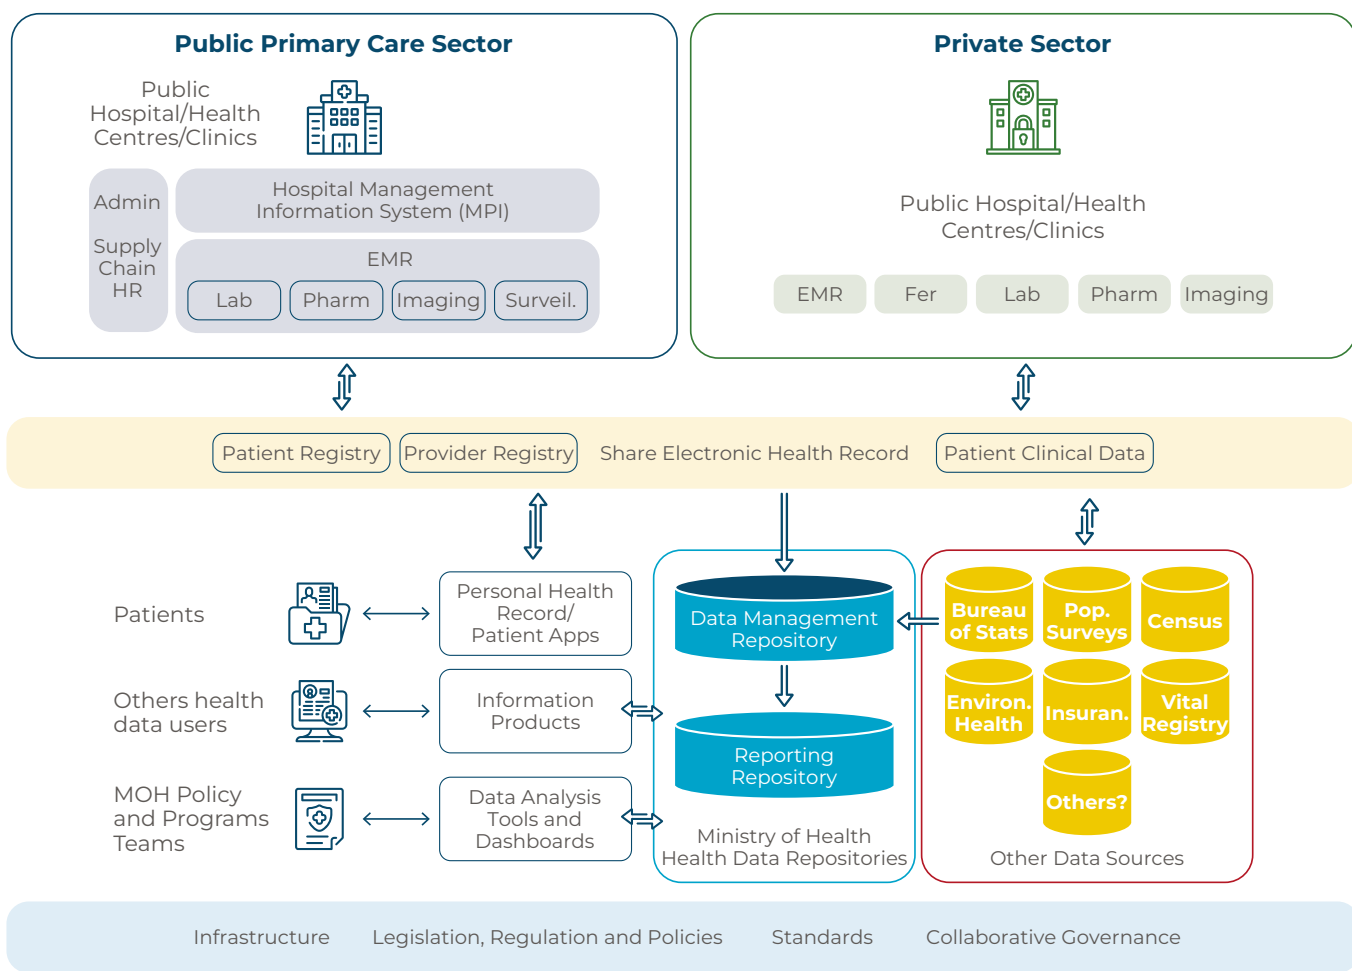 Public Primary Care Sector
Public
Hospital/Health
Centres/Clinics
Admin
Supply
Chain
HR
Hospital Management
Information System (MPI)
EMR
Lab
Pharm
Imaging
Surveil.
Private Sector
Public Hospital/Health
Centres/Clinics
EMR
Fer
Lab
Pharm
Imaging
Patient Registry
Provider Registry
Share Electronic Health Record
Patient Clinical Data
Patients
Personal Health
Record/
Patient Apps
Others health
data users
Information
Products
MOH Policy
and Programs
Teams
Data Analysis
Tools and
Dashboards
Data Management
Repository
Reporting
Repository
Ministry of Health
Health Data Repositories
Bureau
of Stats
Pop.
Surveys
Census
Environ.
Health
Insuran.
Vital
Registry
Others?
Other Data Sources
Infrastructure
Legislation, Regulation and Policies
Standards
Collaborative Governance